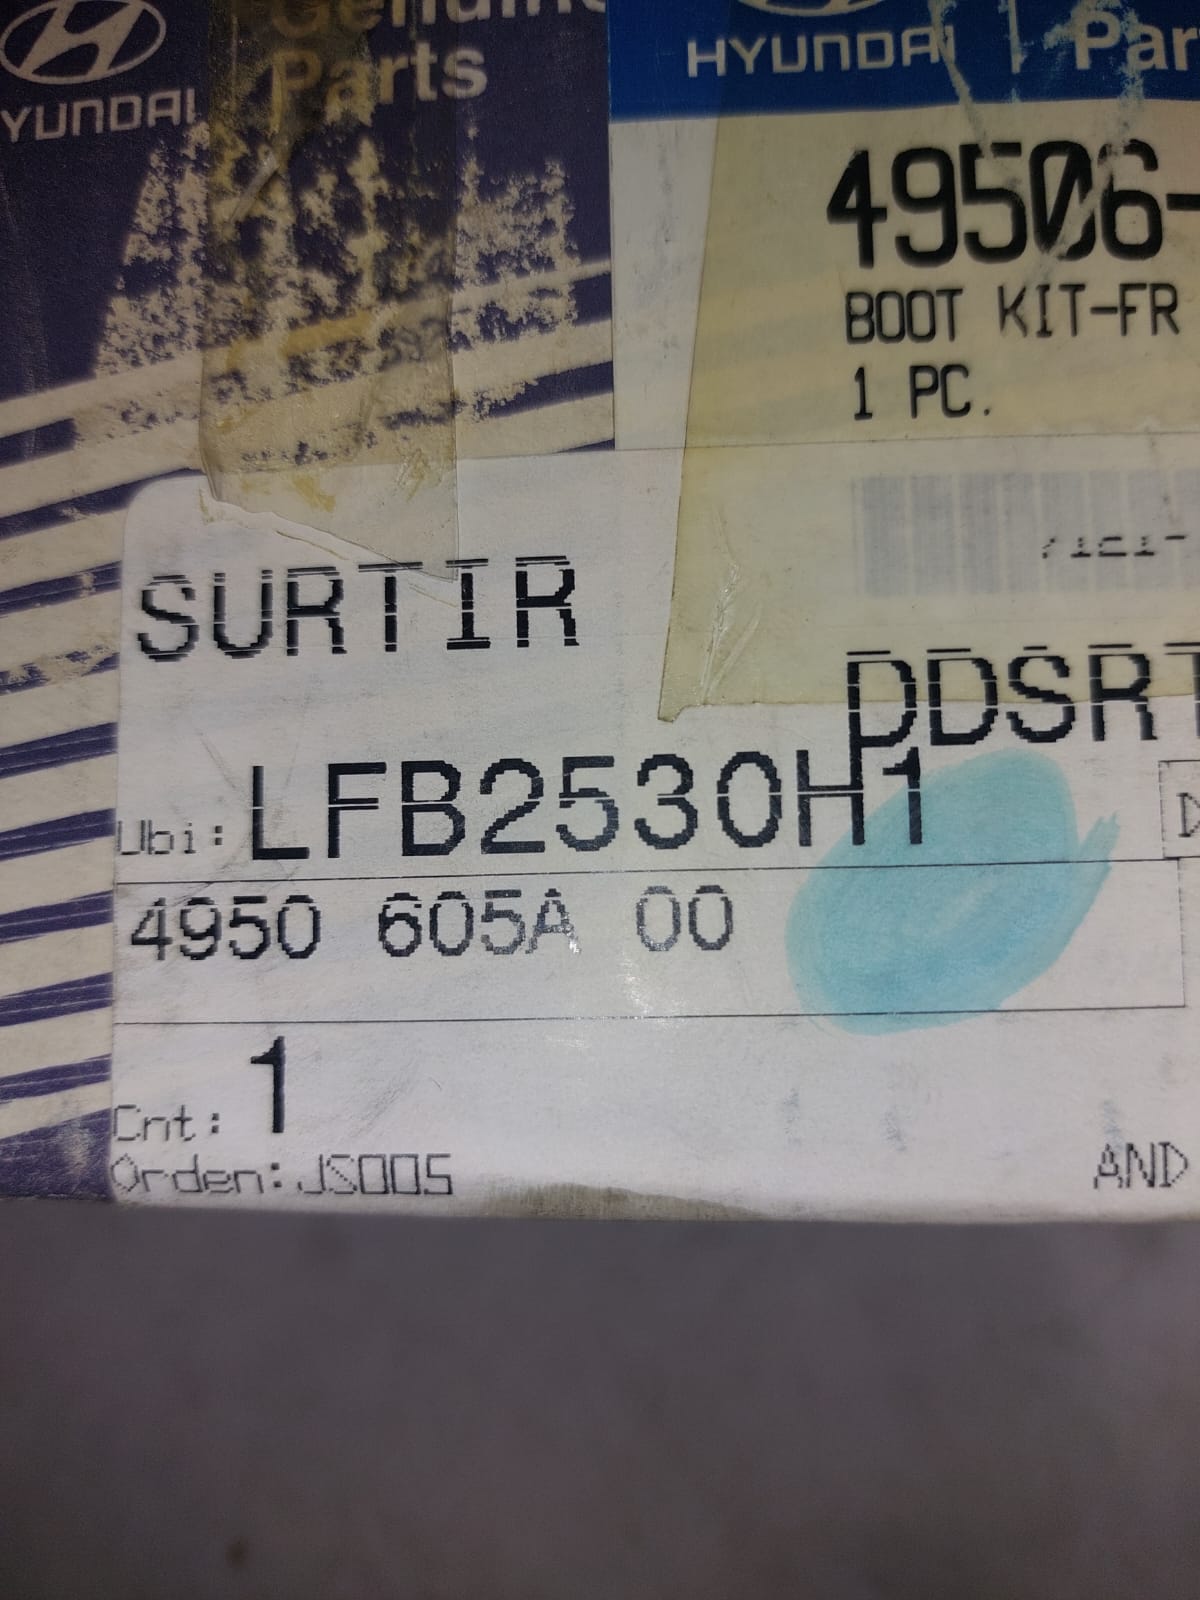 Genuine
Parts
HYUNDAI
HYUNDAI
49506-
BOOT KIT-FR
1 PC.
SURTIR
DDSRT
Ubi: LFB2530H1
4950 605A 00
Cnt: 1
Orden: JS005
AND